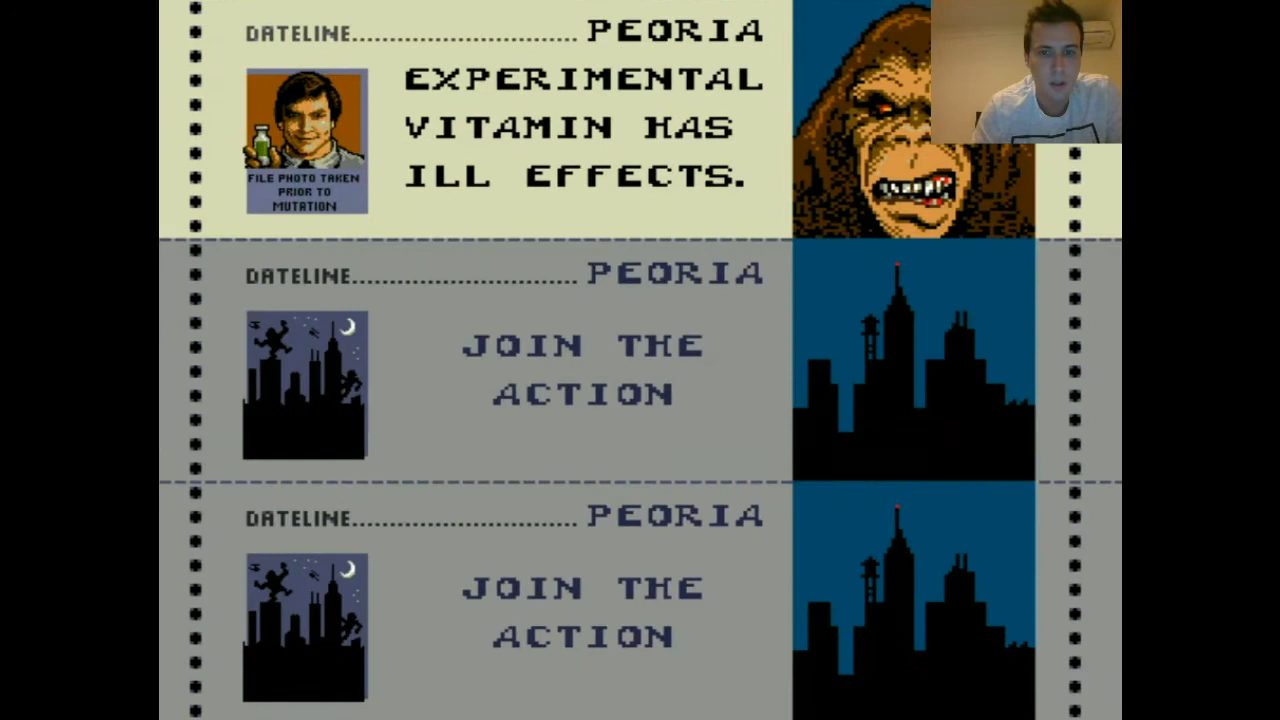 DATELINE............................. PEORIA
EXPERIMENTAL
VITAMIN HAS
ILL EFFECTS.
FILE PHOTO TAKEN
PRIOR TO
MUTATION
DATELINE............................. PEORIA
JOIN THE
ACTION
DATELINE............................. PEORIA
JOIN THE
ACTION